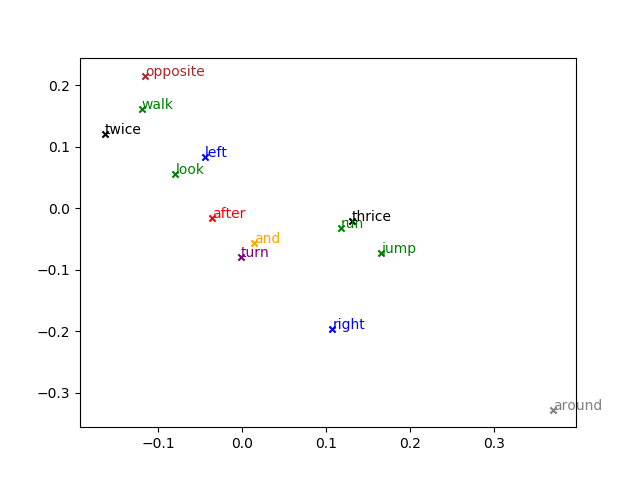 0.2
0.1
0.0
−0.1
−0.2
−0.3
opposite
walk
twice
left
look
after
thrice
run
and
jump
turn
right
around
−0.1 0.0 0.1 0.2 0.3